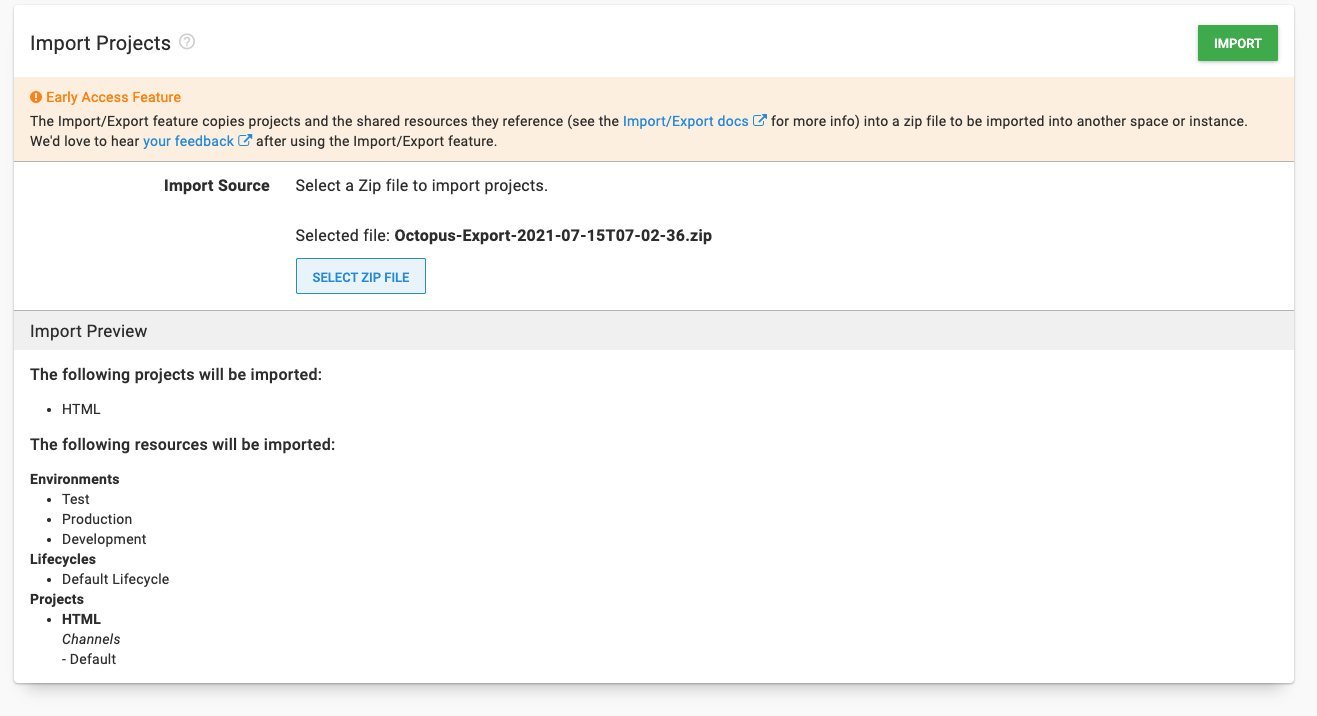 Import Projects ?
IMPORT
Early Access Feature
The Import/Export feature copies projects and the shared resources they reference (see the Import/Export docs for more info) into a zip file to be imported into another space or instance.
We'd love to hear your feedback after using the Import/Export feature.
Import Source
Select a Zip file to import projects.
Selected file: Octopus-Export-2021-07-15T07-02-36.zip
SELECT ZIP FILE
Import Preview
The following projects will be imported:
• HTML
The following resources will be imported:
Environments
• Test
• Production
• Development
Lifecycles
• Default Lifecycle
Projects
• HTML
Channels
- Default